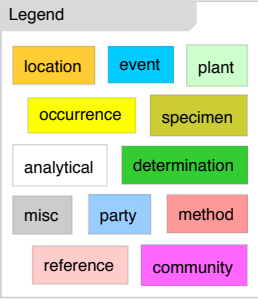 Legend
location event plant
occurrence specimen
analytical determination
misc party method
reference community